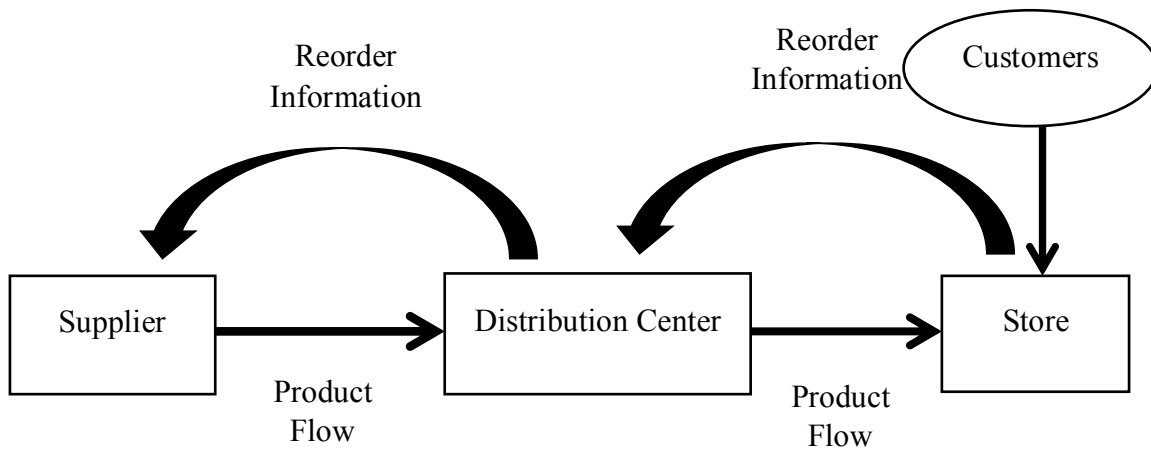 Reorder
Information
Reorder
Information
Customers
Supplier
Distribution Center
Store
Product
Flow
Product
Flow